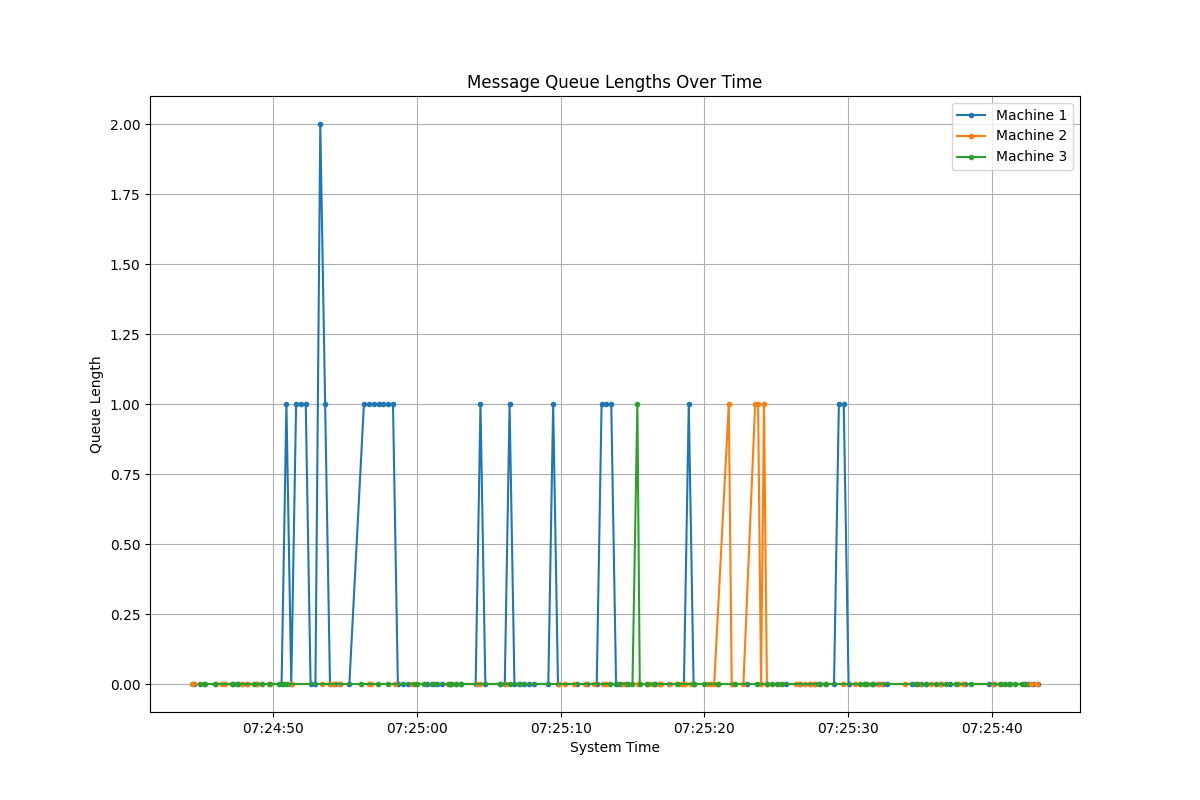 Message Queue Lengths Over Time
Machine 1
Machine 2
Machine 3
2.00
1.75
1.50
1.25
1.00
0.75
0.50
0.25
0.00
Queue Length
07:24:50 07:25:00 07:25:10 07:25:20 07:25:30 07:25:40
System Time